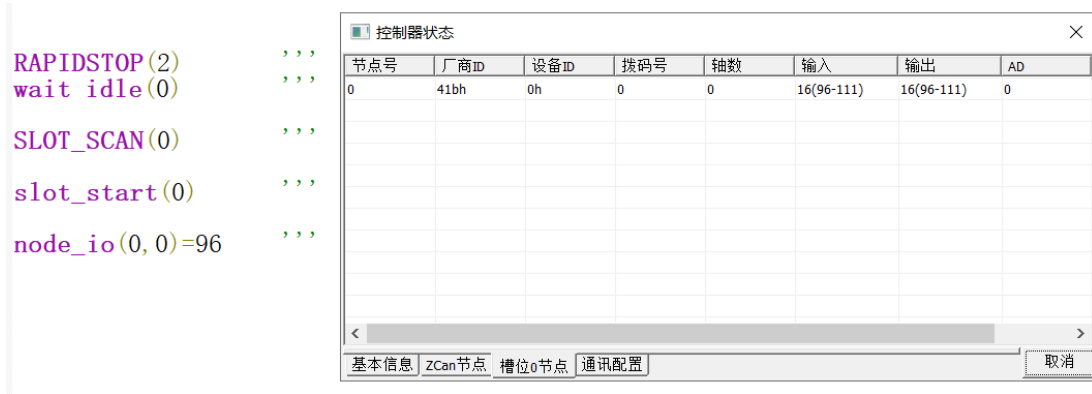 RAPIDSTOP(2) ' ' '
wait idle(0) ' ' '
SLOT_SCAN(0) ' ' '
slot_start(0) ' ' '
node_io(0,0)=96 ' ' '
控制器状态
节点号 厂商ID 设备ID 拨码号 轴数 输入 输出 AD
0 41bh 0h 0 0 16(96-111) 16(96-111) 0
基本信息 ZCan节点 槽位0节点 通讯配置 取消